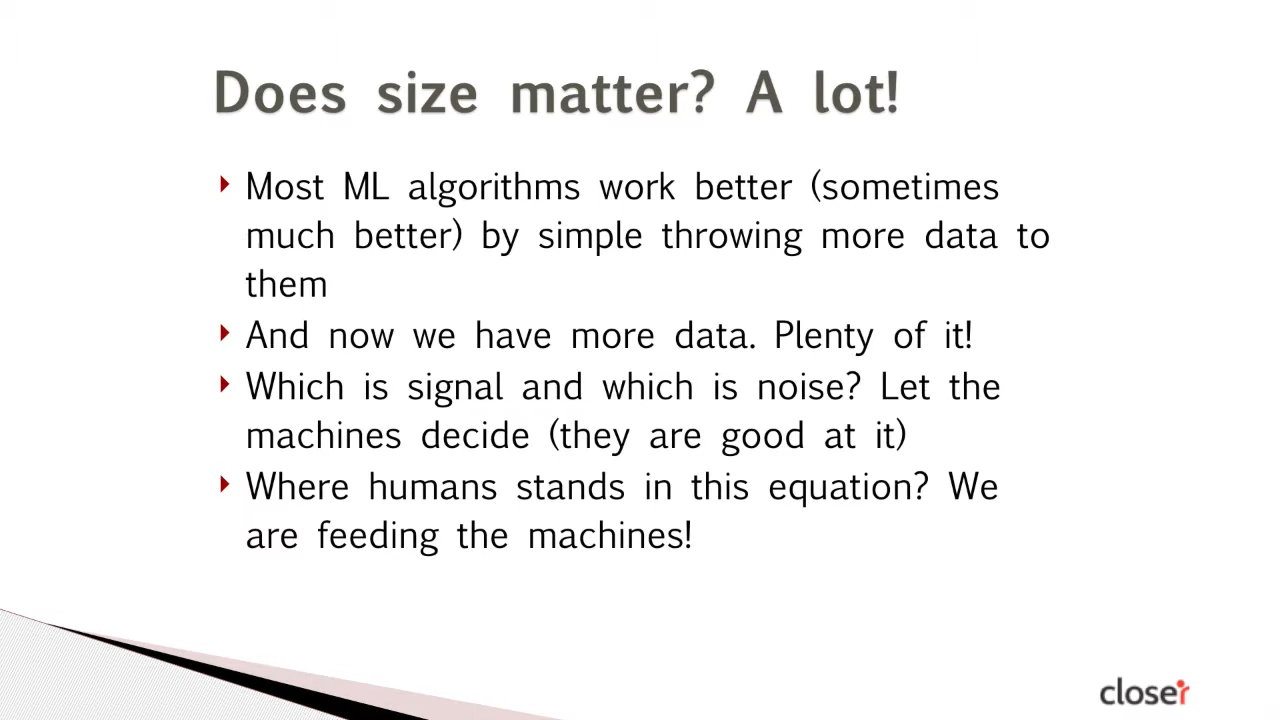 Does size matter? A lot!
Most ML algorithms work better (sometimes
much better) by simple throwing more data to
them
And now we have more data. Plenty of it!
Which is signal and which is noise? Let the
machines decide (they are good at it)
Where humans stands in this equation? We
are feeding the machines!
closer